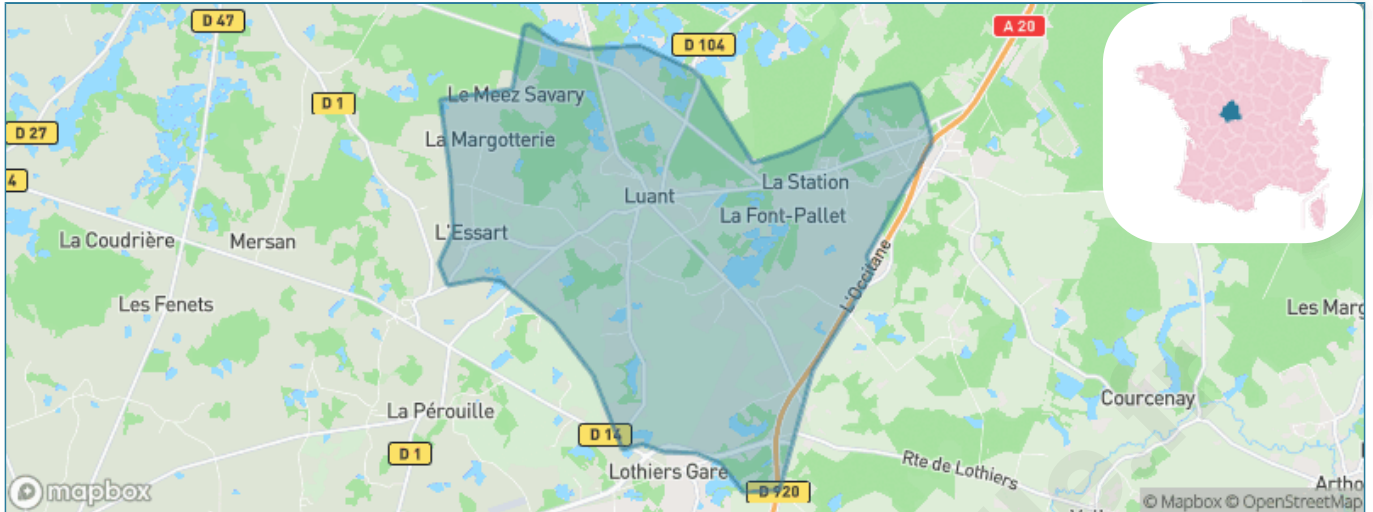 D 47
A 20
D 104
Le Meez Savary
D 1
D 27
La Margotterie
4
La Station
Luant
La Font-Pallet
L'Essart
La Coudrière
Mersan
L'Occitane
Les Fenets
Les Marg
Courcenay
La Pérouille
D 14
D 1
Lothiers Gare
Rte de Lothiers
D 920
Artho
mapbox
© Mapbox © OpenStreetMap